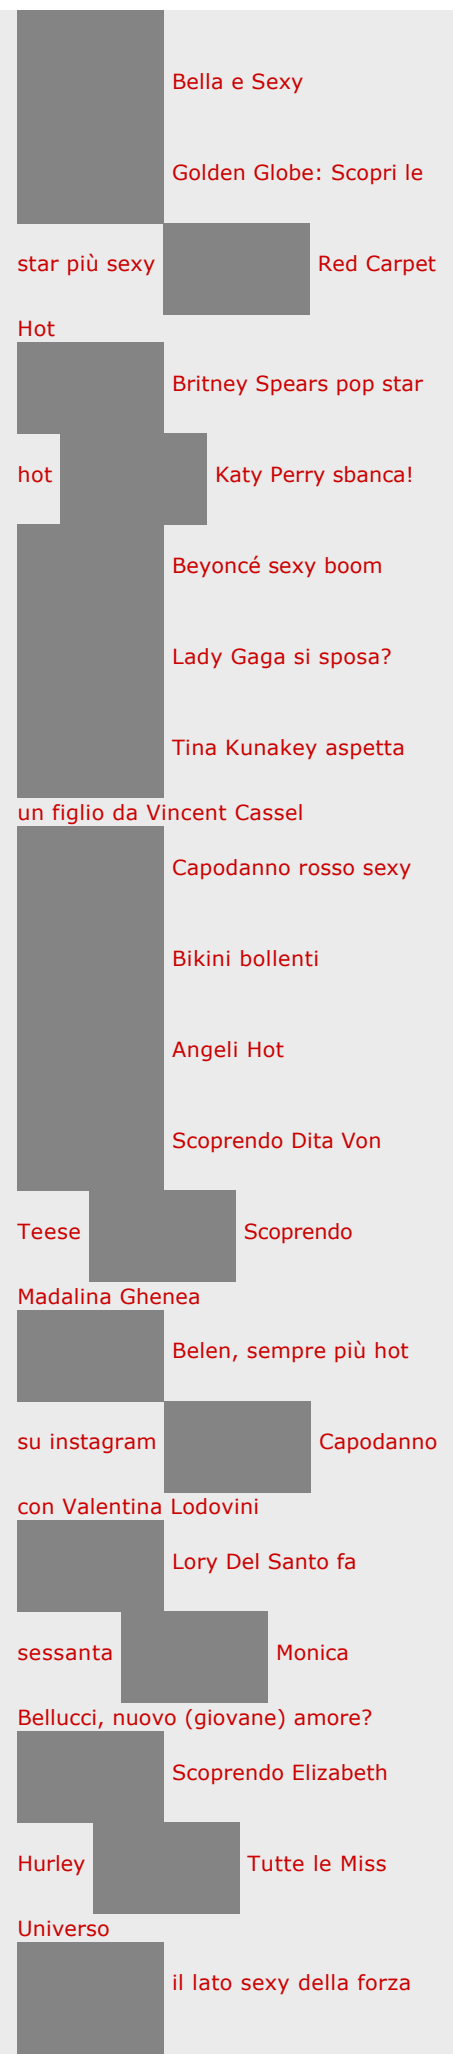 Bella e Sexy
Golden Globe: Scopri le
star più sexy Red Carpet
Hot
Britney Spears pop star
hot Katy Perry sbanca!
Beyoncé sexy boom
Lady Gaga si sposa?
Tina Kunakey aspetta
un figlio da Vincent Cassel
Capodanno rosso sexy
Bikini bollenti
Angeli Hot
Scoprendo Dita Von
Teese Scoprendo
Madalina Ghenea
Belen, sempre più hot
su instagram Capodanno
con Valentina Lodovini
Lory Del Santo fa
sessanta Monica
Bellucci, nuovo (giovane) amore?
Scoprendo Elizabeth
Hurley Tutte le Miss
Universo
il lato sexy della forza